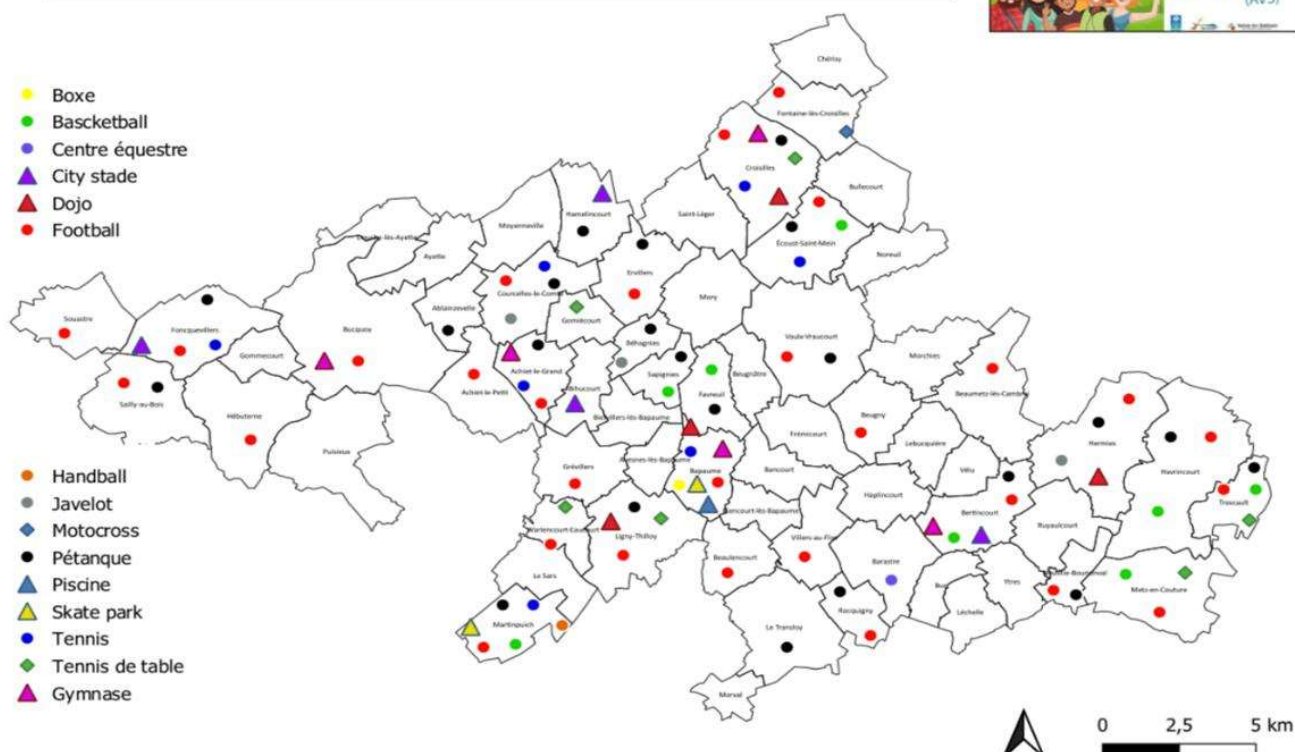 (AVS)
Boxe
Bascketball
Centre équestre
City stade
Dojo
Football
Handball
Javelot
Motocross
Pétanque
Piscine
Skate park
Tennis
Tennis de table
Gymnase
Chérisy
Fontaine-lès-Croisilles
Croisilles
Bullecourt
Hamelincourt
Saint-Léger
Moyenneville
Écoust-Saint-Mein
Noreuil
Ayette
Ervillers
Mory
Courcelles-le-Comte
Ablainzevelle
Gomiécourt
Souastre
Foncquevillers
Bucquoy
Gommecourt
Vaulx-Vraucourt
Béhagnies
Morchies
Achiet-le-Grand
Sapignies
Beugnâtre
Achiet-le-Petit
Bihucourt
Favreuil
Beaumetz-lès-Cambrai
Sailly-au-Bois
Hébuterne
Biefvillers-lès-Bapaume
Beugny
Frémicourt
Lebucquière
Hermies
Puisieux
Grévillers
Avesnes-lès-Bapaume
Bapaume
Bancourt
Vélu
Havrincourt
Haplincourt
Trescault
Bertincourt
Ruyaulcourt
Warlencourt-Eaucourt
Ligny-Thilloy
Villers-au-Flos
Beaulencourt
Barastre
Le Sars
Bus
Ytres
Metz-en-Couture
Rocquigny
Léchelle
Martinpuich
Le Transloy
Morval
0 2,5 5 km